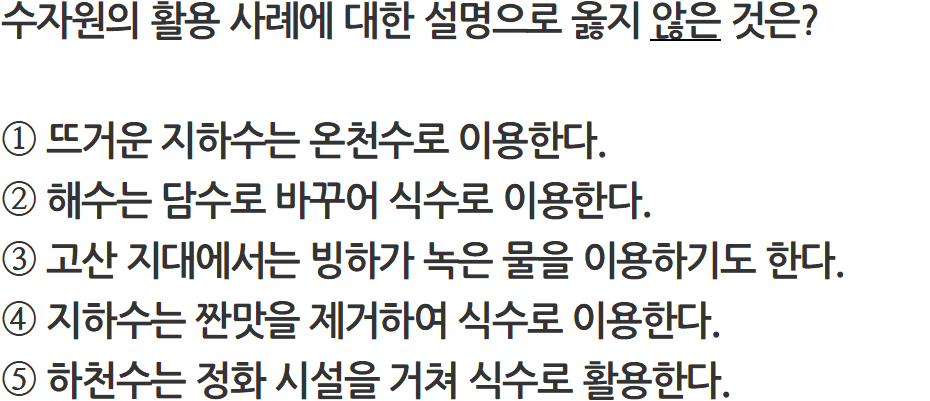 수자원의 활용 사례에 대한 설명으로 옳지 않은 것은?
① 뜨거운 지하수는 온천수로 이용한다.
② 해수는 담수로 바꾸어 식수로 이용한다.
③ 고산 지대에서는 빙하가 녹은 물을 이용하기도 한다.
④ 지하수는 짠맛을 제거하여 식수로 이용한다.
⑤ 하천수는 정화 시설을 거쳐 식수로 활용한다.